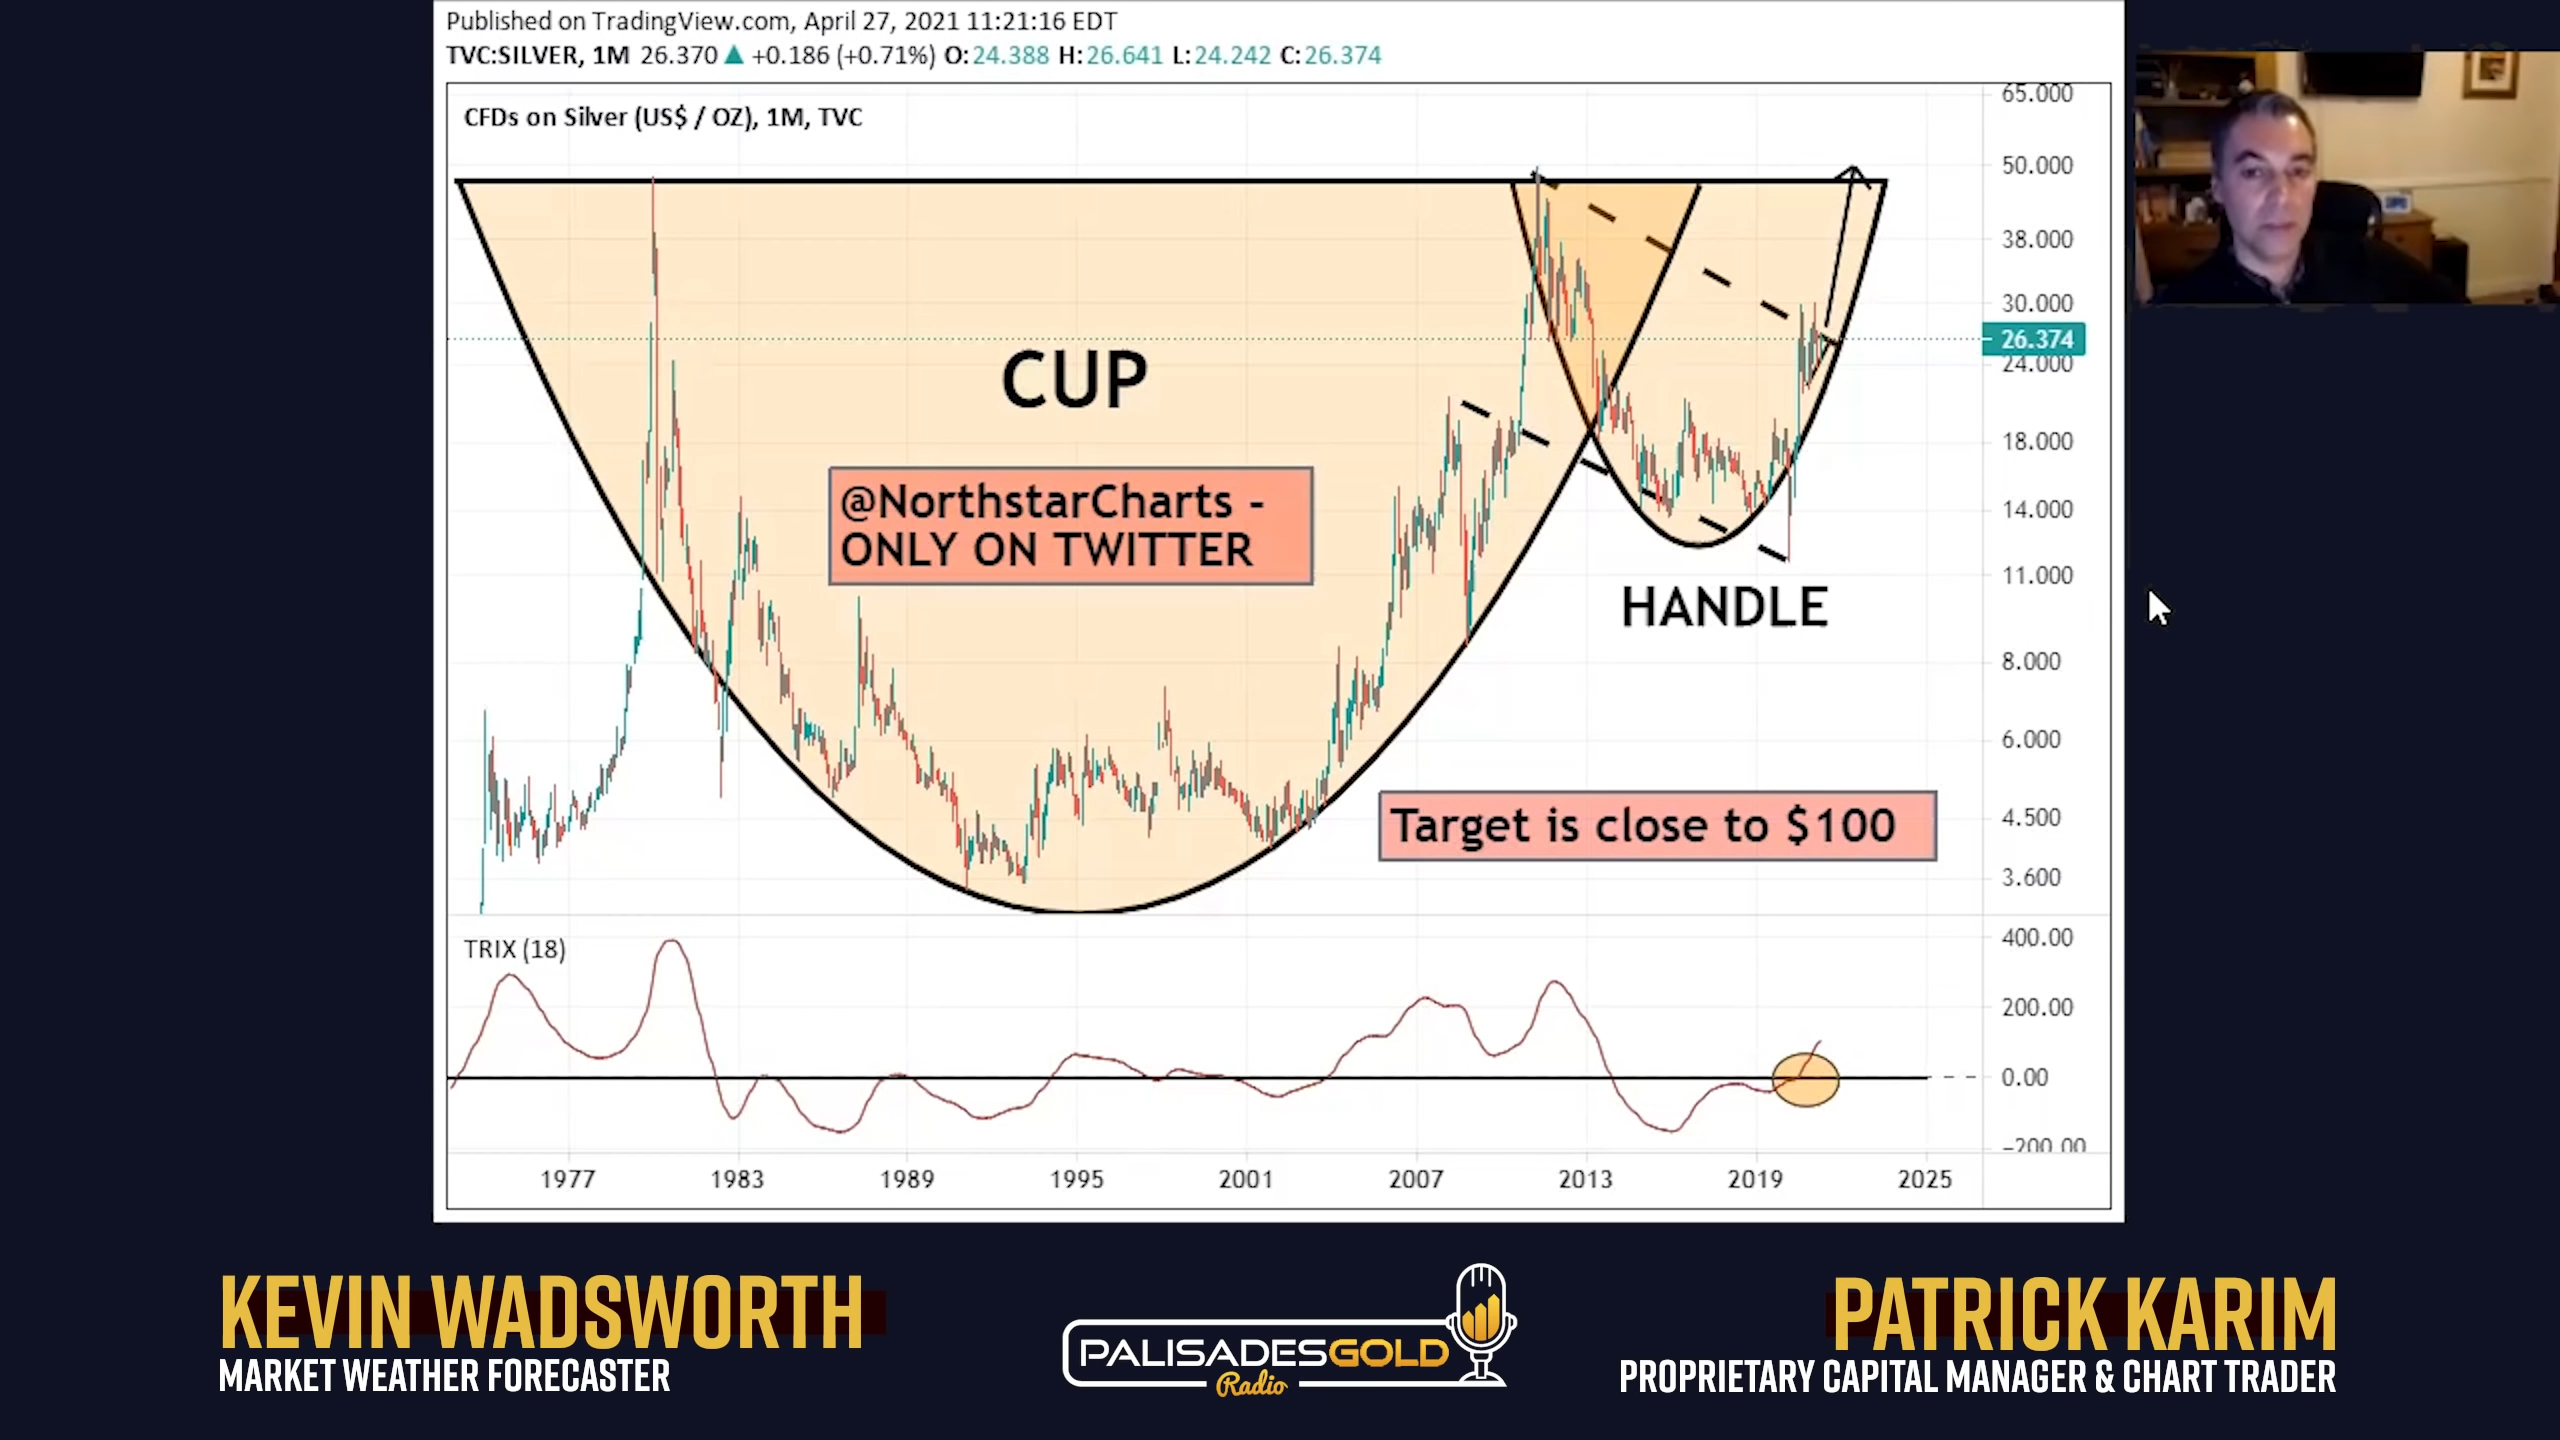 Published on TradingView.com, April 27, 2021 11:21:16 EDT
TVC:SILVER, 1M 26.370 ▲ +0.186 (+0.71%) O:24.388 H:26.641 L:24.242 C:26.374
CFDs on Silver (US$ / OZ), 1M, TVC
65.000
50.000
38.000
30.000
26.374
24.000
18.000
14.000
11.000
8.000
6.000
4.500
3.600
CUP
@NorthstarCharts -
ONLY ON TWITTER
HANDLE
Target is close to $100
TRIX (18)
400.00
200.00
0.00
-200.00
1977 1983 1989 1995 2001 2007 2013 2019 2025
KEVIN WADSWORTH
MARKET WEATHER FORECASTER
PALISADESGOLD
Radio
PATRICK KARIM
PROPRIETARY CAPITAL MANAGER & CHART TRADER